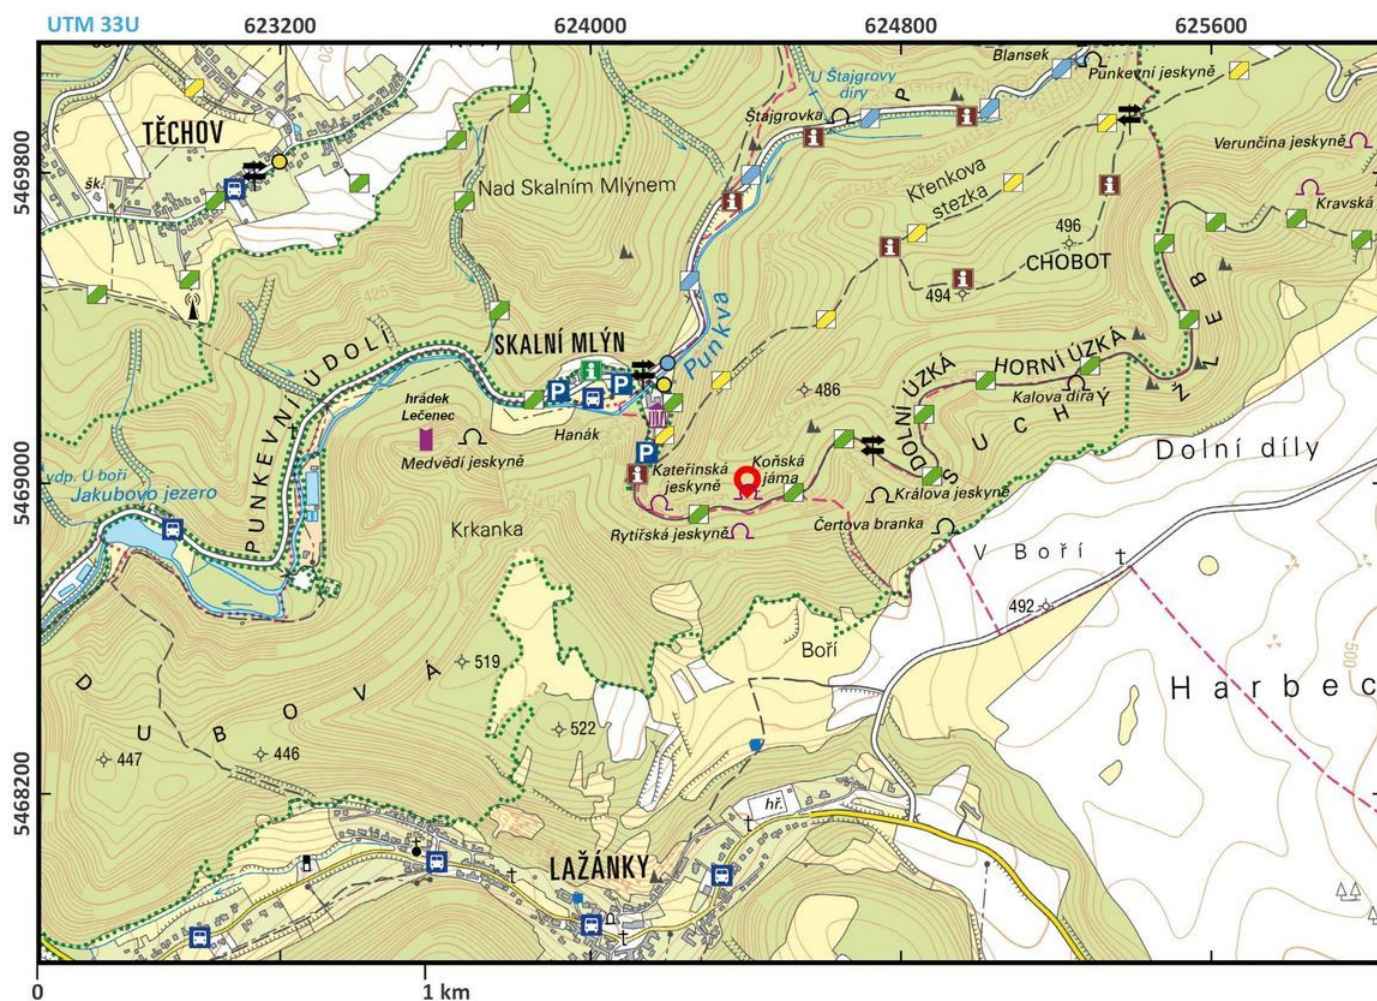 UTM 33U
623200
624000
624800
625600
5469800
5469000
5468200
TĚCHOV
šk.
Nad Skalním Mlýnem
U Štajgrovy
díry
Štajgrovka
P
Blansek
Punkevní jeskyně
Verunčina jeskyně
Kravská
Křenkova
stezka
496
CHOBOT
494
425
Punkva
SKALNÍ MLÝN
PUNKEVNÍ ÚDOLÍ
hrádek
Lečenec
Medvědí jeskyně
Hanák
486
DOLNÍ ÚZKÁ
HORNÍ ÚZKÁ
Kalova díra
SUCHÝ ŽLEB
Dolní díly
vdp. U boří
Jakubovo jezero
Kateřinská
jeskyně
Koňská
jáma
Rytířská jeskyně
Králova jeskyně
Čertova branka
Krkanka
V Boří
492
Boří
519
522
DUBOVÁ
447
446
500
Harbec
hř.
LAŽÁNKY
0
1 km